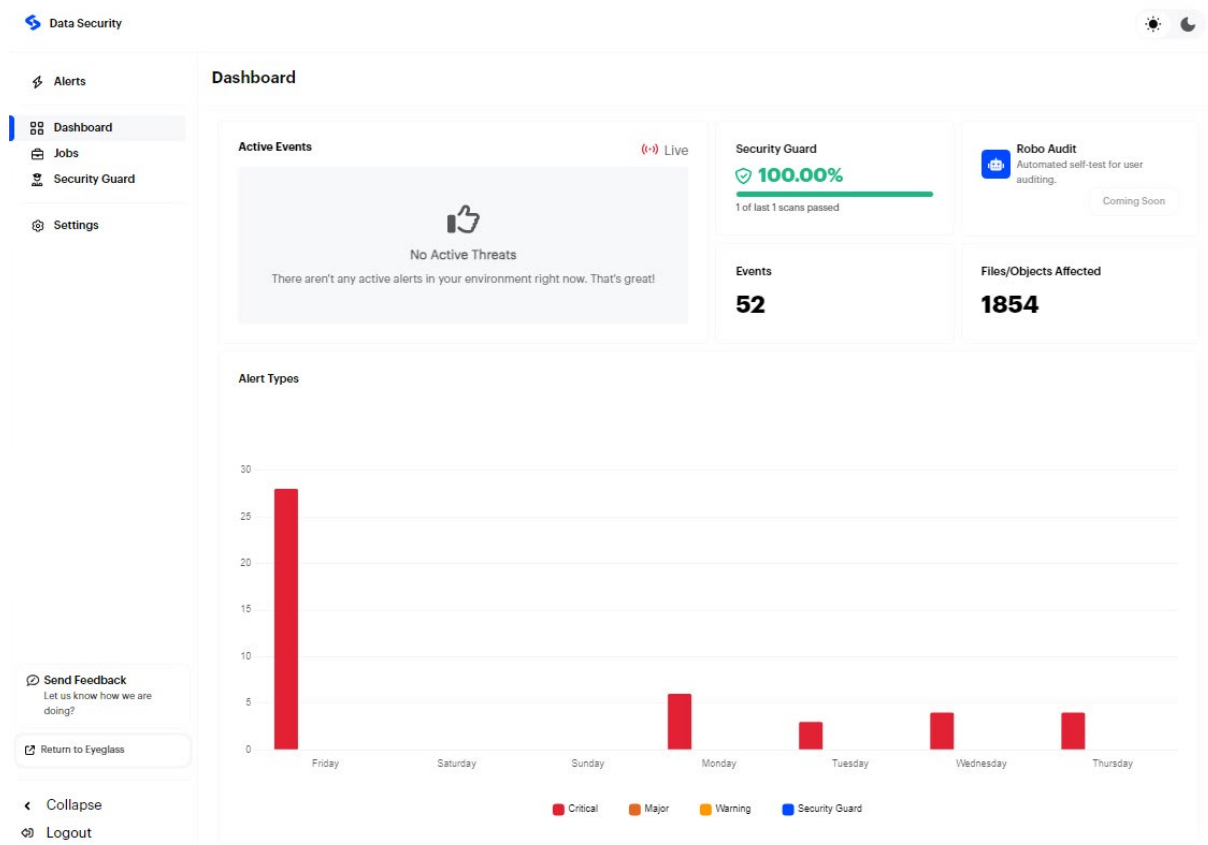 Data Security
Alerts
Dashboard
Jobs
Security Guard
Settings
Send Feedback
Let us know how we are
doing?
Return to Eyeglass
Collapse
Logout
Dashboard
Active Events
Live
No Active Threats
There aren't any active alerts in your environment right now. That's great!
Security Guard
100.00%
1 of last 1 scans passed
Robo Audit
Automated self-test for user
auditing.
Coming Soon
Events
52
Files/Objects Affected
1854
Alert Types
30
25
20
15
10
5
0
Friday Saturday Sunday Monday Tuesday Wednesday Thursday
Critical Major Warning Security Guard